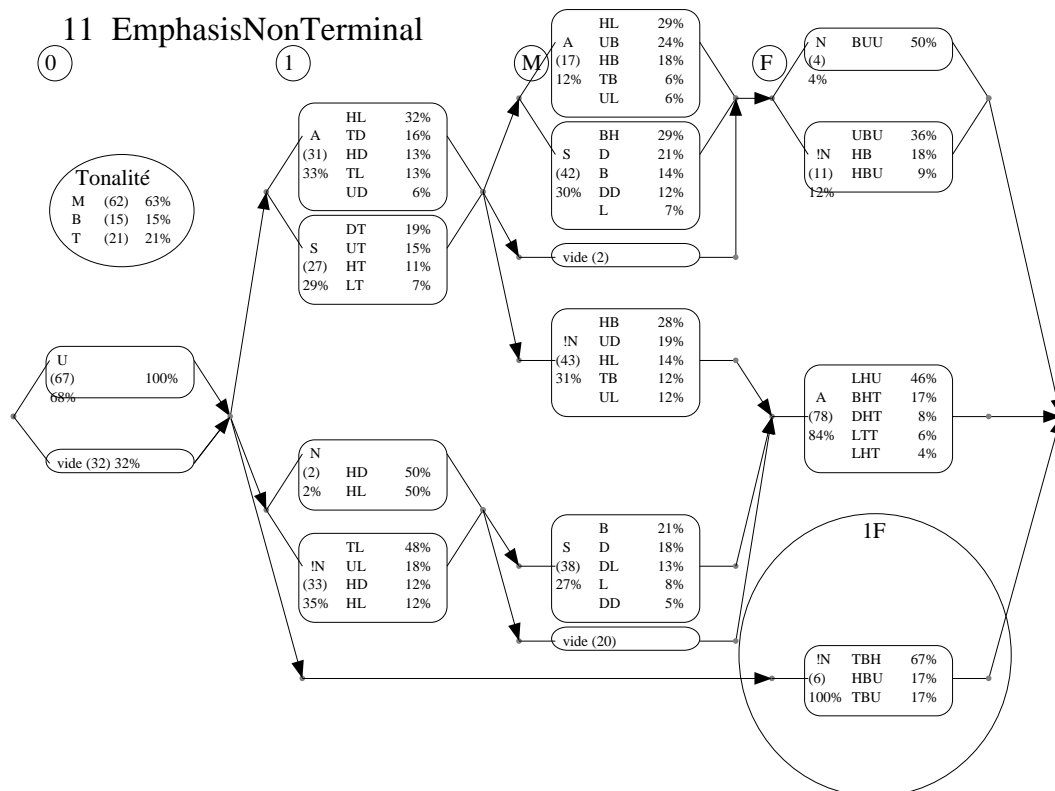 11 EmphasisNonTerminal
0
1
M
F
Tonalité
M (62) 63%
B (15) 15%
T (21) 21%
U
(67) 100%
68%
vide (32) 32%
HL 32%
A TD 16%
(31) HD 13%
33% TL 13%
UD 6%
DT 19%
S UT 15%
(27) HT 11%
29% LT 7%
N
(2) HD 50%
2% HL 50%
TL 48%
!N UL 18%
(33) HD 12%
35% HL 12%
HL 29%
A UB 24%
(17) HB 18%
12% TB 6%
UL 6%
BH 29%
S D 21%
(42) B 14%
30% DD 12%
L 7%
vide (2)
HB 28%
!N UD 19%
(43) HL 14%
31% TB 12%
UL 12%
B 21%
S D 18%
(38) DL 13%
27% L 8%
DD 5%
vide (20)
N BUU 50%
(4)
4%
UBU 36%
!N HB 18%
(11) HBU 9%
12%
LHU 46%
A BHT 17%
(78) DHT 8%
84% LTT 6%
LHT 4%
1F
!N TBH 67%
(6) HBU 17%
100% TBU 17%